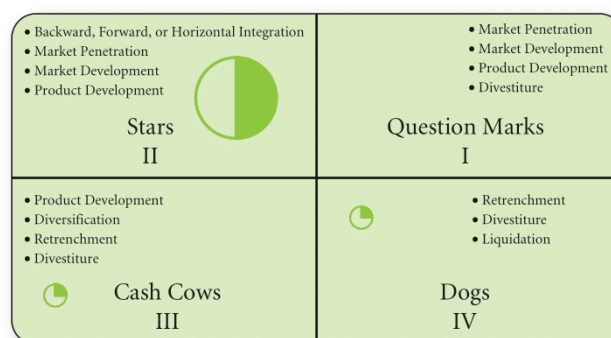 • Backward, Forward, or Horizontal Integration
• Market Penetration
• Market Development
• Product Development
Stars
II
• Market Penetration
• Market Development
• Product Development
• Divestiture
Question Marks
I
• Product Development
• Diversification
• Retrenchment
• Divestiture
Cash Cows
III
• Retrenchment
• Divestiture
• Liquidation
Dogs
IV